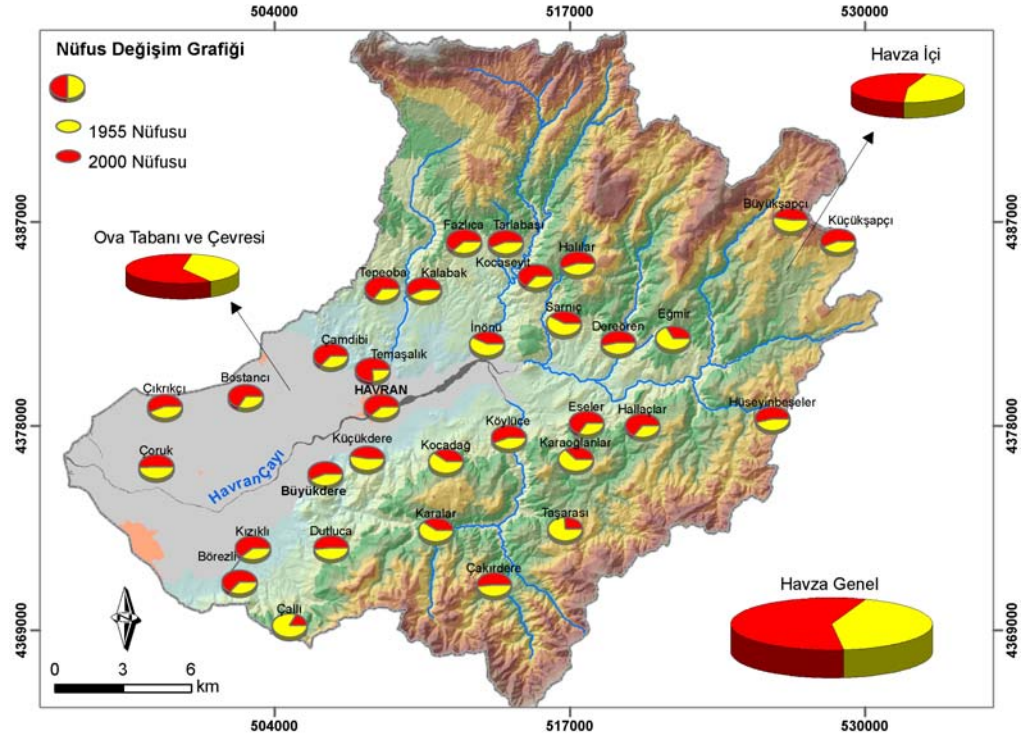 504000
517000
530000
Nüfus Değişim Grafiği
1955 Nüfusu
2000 Nüfusu
Havza İçi
4387000
4387000
Ova Tabanı ve Çevresi
Büyükşapçı
Küçükşapçı
Fazlıca
Tarlabaşı
Kocaseyit
Halılar
Tepeoba
Kalabak
Sarnıç
Dereören
Eğmir
İnönü
Çamdibi
Temaşalık
HAVRAN
Bostancı
Çıkrıkçı
4378000
4378000
Hüseyinbeşeler
Eseler
Hallaçlar
Köylüce
Karaoğlanlar
Küçükdere
Kocadağ
Çoruk
Havran Çayı
Büyükdere
Karalar
Taşarası
Kızıklı
Dutluca
Börezli
Çakırdere
Havza Genel
Çallı
4369000
4369000
0 3 6
km
504000
517000
530000